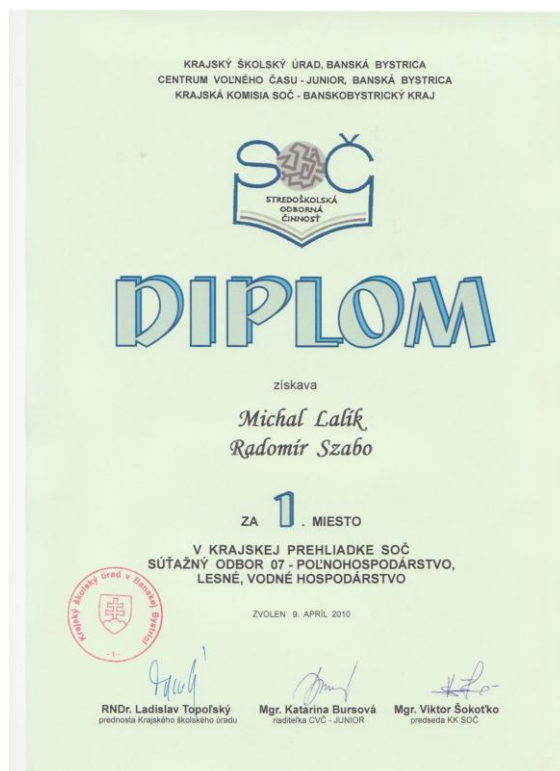 KRAJSKÝ ŠKOLSKÝ ÚRAD, BANSKÁ BYSTRICA
CENTRUM VOĽNÉHO ČASU - JUNIOR, BANSKÁ BYSTRICA
KRAJSKÁ KOMISIA SOČ - BANSKOBYSTRICKÝ KRAJ
SOČ
STREDOŠKOLSKÁ
ODBORNÁ
ČINNOSŤ
DIPLOM
získava
Michal Lalík
Radomír Szabo
ZA 1. MIESTO
V KRAJSKEJ PREHLIADKE SOČ
SÚŤAŽNÝ ODBOR 07 - POĽNOHOSPODÁRSTVO,
LESNÉ, VODNÉ HOSPODÁRSTVO
Krajský školský úrad v Banskej Bystrici
- 1 -
ZVOLEN 9. APRÍL 2010
RNDr. Ladislav Topoľský Mgr. Katarína Bursová Mgr. Viktor Šokoťko
prednosta Krajského školského úradu riaditeľka CVČ - JUNIOR predseda KK SOČ